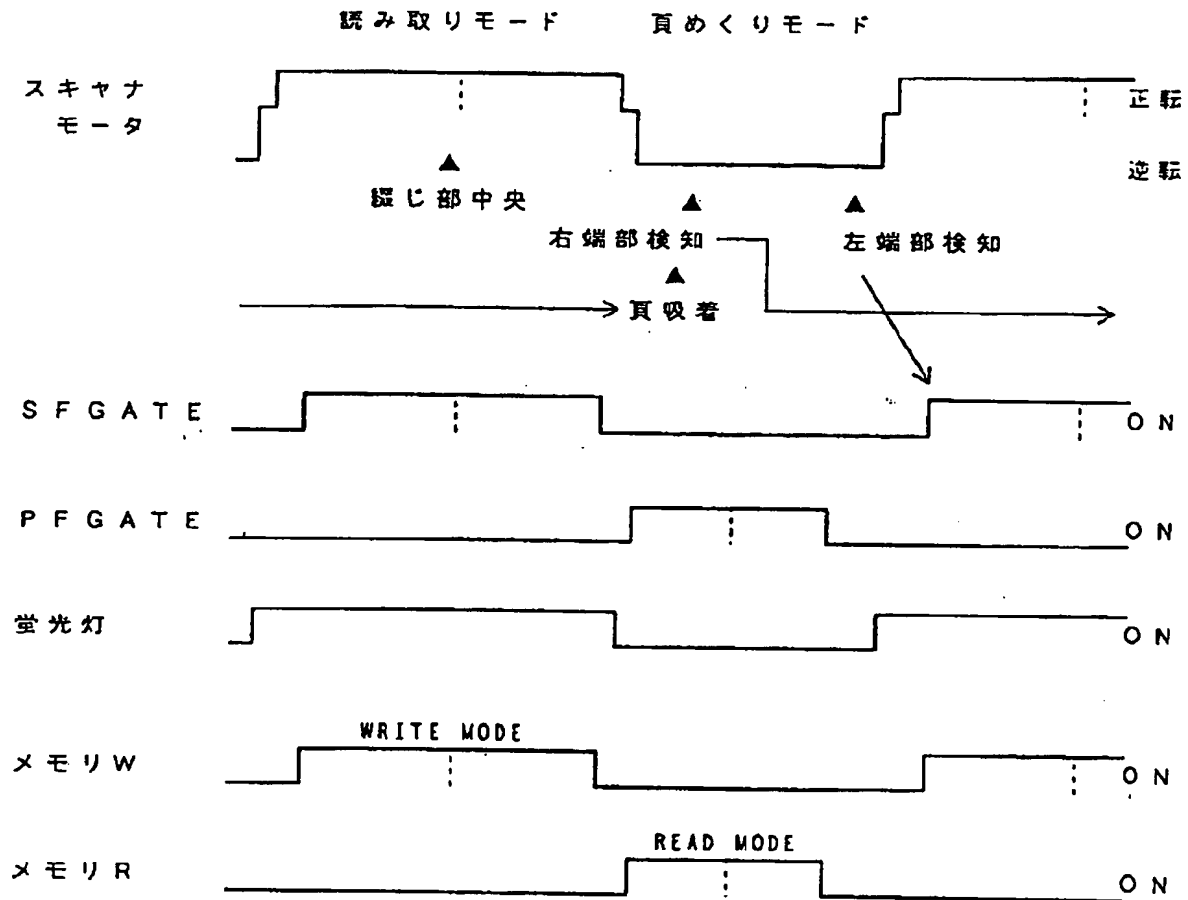 読み取りモード 頁めくりモード
スキャナ
モータ
正転
逆転
綴じ部中央
右端部検知
左端部検知
頁吸着
SFGATE
ON
PFGATE
ON
蛍光灯
ON
WRITE MODE
メモリW
ON
READ MODE
メモリR
ON